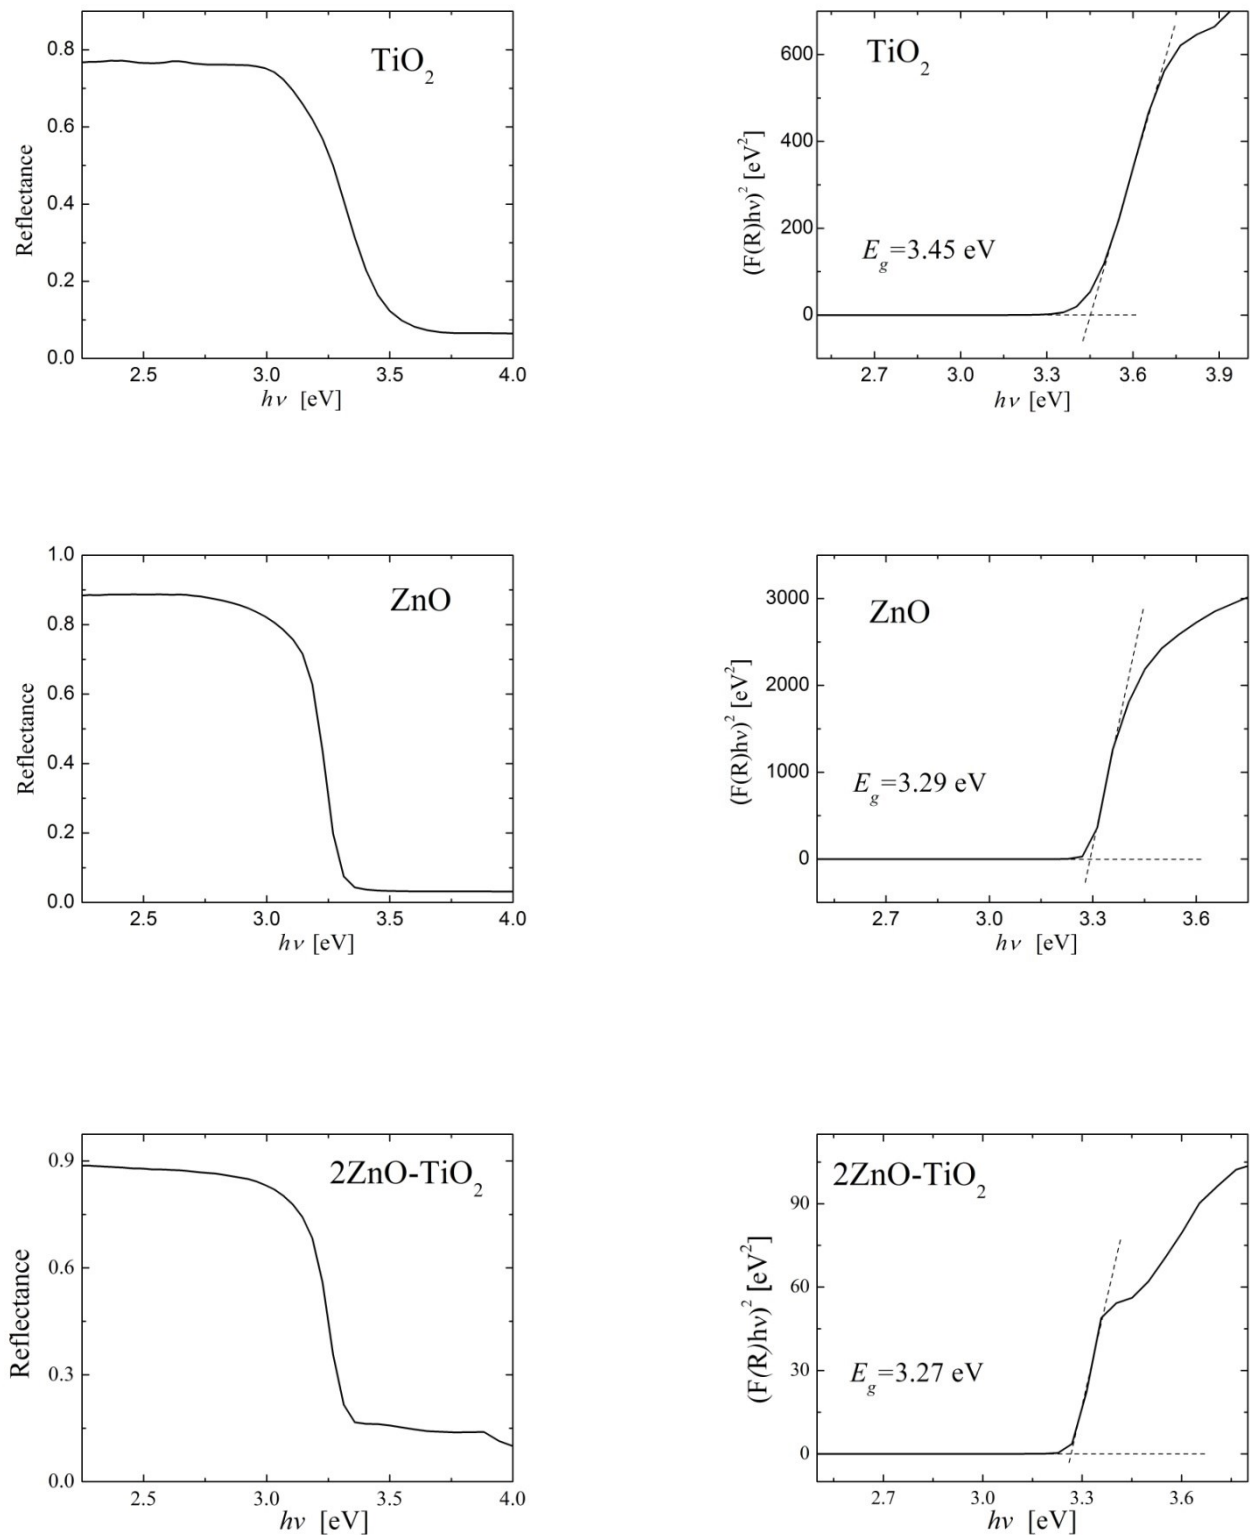 TiO₂
0.8
0.6
0.4
0.2
0.0
Reflectance
2.5 3.0 3.5 4.0
hν [eV]
TiO₂
600
400
200
0
(F(R)hν)² [eV²]
E_g=3.45 eV
2.7 3.0 3.3 3.6 3.9
hν [eV]
ZnO
1.0
0.8
0.6
0.4
0.2
0.0
Reflectance
2.5 3.0 3.5 4.0
hν [eV]
ZnO
3000
2000
1000
0
(F(R)hν)² [eV²]
E_g=3.29 eV
2.7 3.0 3.3 3.6
hν [eV]
2ZnO-TiO₂
0.9
0.6
0.3
0.0
Reflectance
2.5 3.0 3.5 4.0
hν [eV]
2ZnO-TiO₂
90
60
30
0
(F(R)hν)² [eV²]
E_g=3.27 eV
2.7 3.0 3.3 3.6
hν [eV]